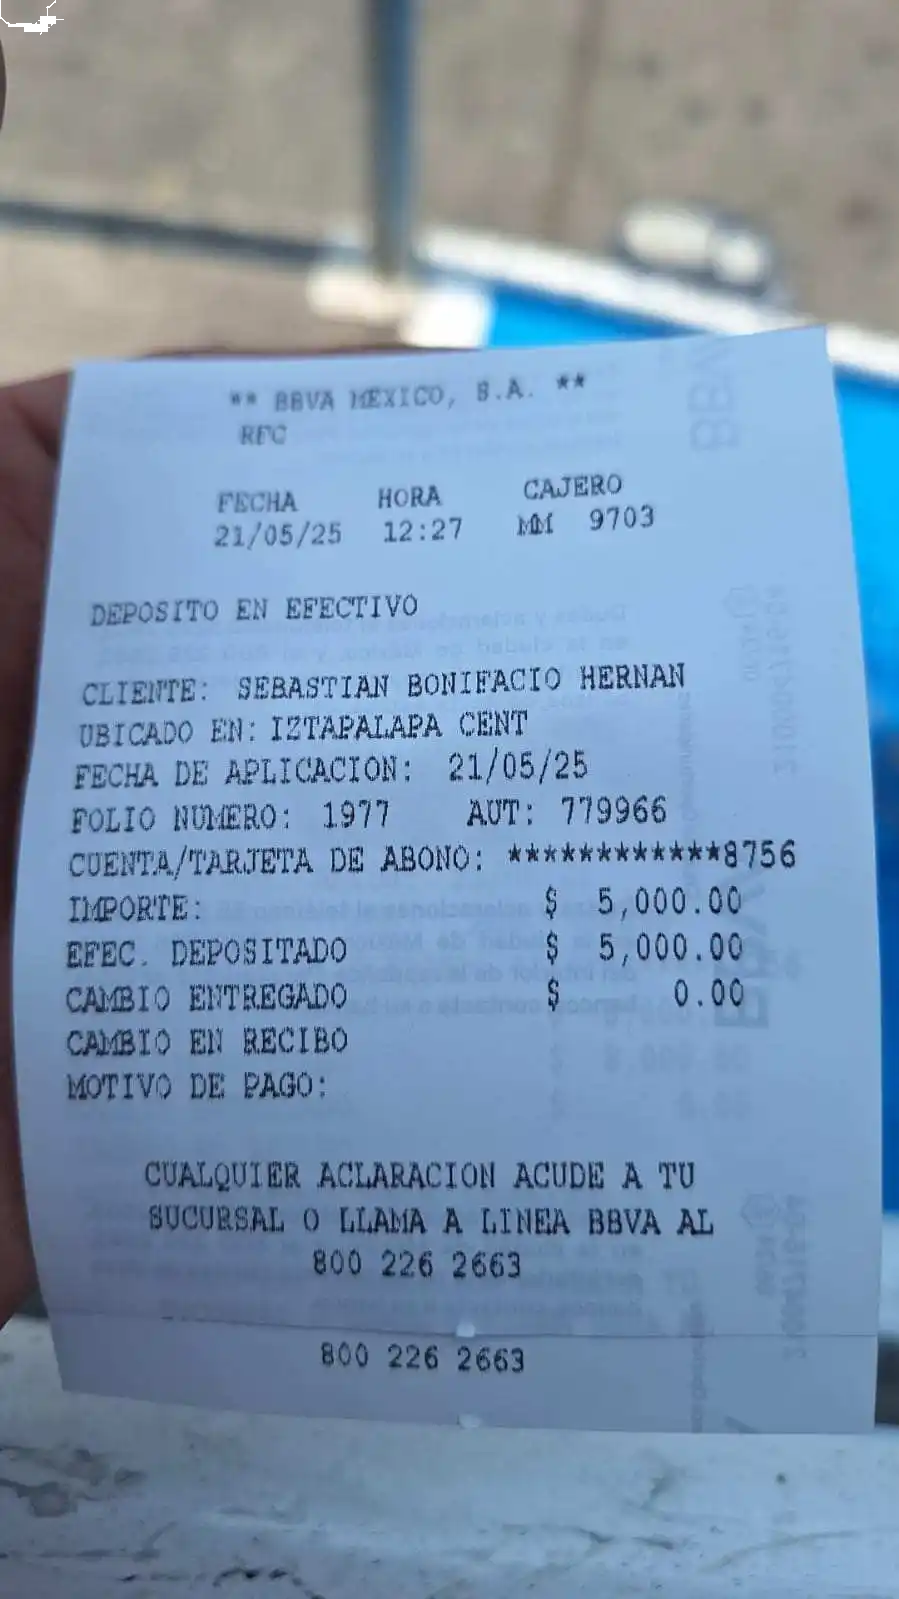 ** BBVA MEXICO, S.A. **
RFC
FECHA HORA CAJERO
21/05/25 12:27 MM 9703
DEPOSITO EN EFECTIVO
CLIENTE: SEBASTIAN BONIFACIO HERNAN
UBICADO EN: IZTAPALAPA CENT
FECHA DE APLICACION: 21/05/25
FOLIO NUMERO: 1977 AUT: 779966
CUENTA/TARJETA DE ABONO: ************8756
IMPORTE: $ 5,000.00
EFEC. DEPOSITADO $ 5,000.00
CAMBIO ENTREGADO $ 0.00
CAMBIO EN RECIBO
MOTIVO DE PAGO:
CUALQUIER ACLARACION ACUDE A TU
SUCURSAL O LLAMA A LINEA BBVA AL
800 226 2663
800 226 2663